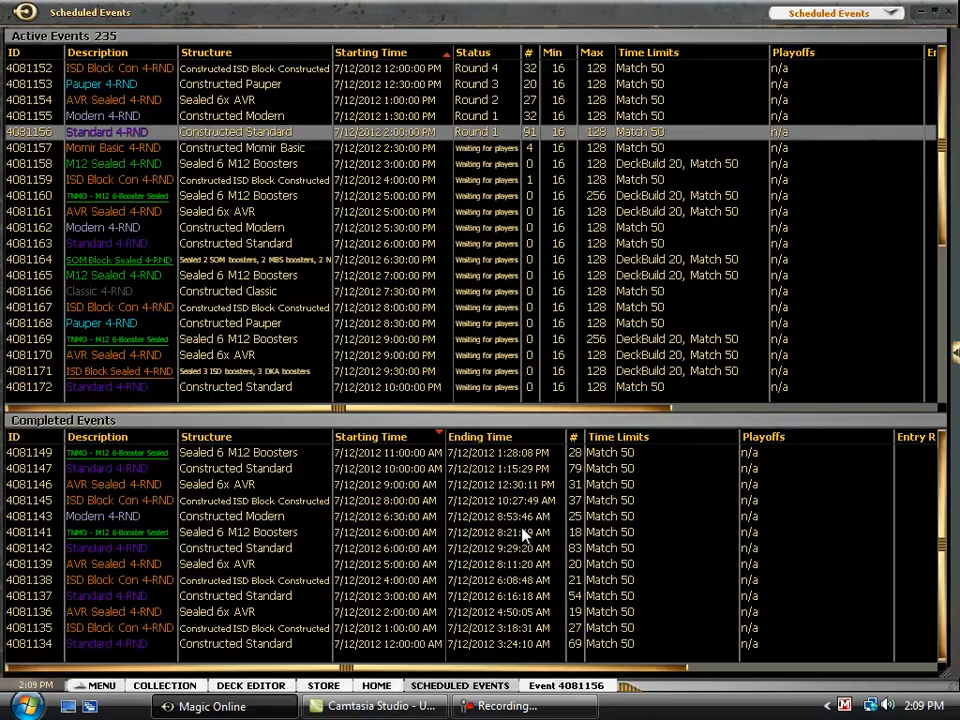 Scheduled Events Scheduled Events
Active Events 235
ID Description Structure Starting Time Status # Min Max Time Limits Playoffs
4081152 ISD Block Con 4-RND Constructed ISD Block Constructed 7/12/2012 12:00:00 PM Round 4 32 16 128 Match 50 n/a
4081153 Pauper 4-RND Constructed Pauper 7/12/2012 12:30:00 PM Round 3 20 16 128 Match 50 n/a
4081154 AVR Sealed 4-RND Sealed 6x AVR 7/12/2012 1:00:00 PM Round 2 27 16 128 Match 50 n/a
4081155 Modern 4-RND Constructed Modern 7/12/2012 1:30:00 PM Round 1 32 16 128 Match 50 n/a
4081156 Standard 4-RND Constructed Standard 7/12/2012 2:00:00 PM Round 1 91 16 128 Match 50 n/a
4081157 Momir Basic 4-RND Constructed Momir Basic 7/12/2012 2:30:00 PM Waiting for players 4 16 128 Match 50 n/a
4081158 M12 Sealed 4-RND Sealed 6 M12 Boosters 7/12/2012 3:00:00 PM Waiting for players 0 16 128 DeckBuild 20, Match 50 n/a
4081159 ISD Block Con 4-RND Constructed ISD Block Constructed 7/12/2012 4:00:00 PM Waiting for players 1 16 128 Match 50 n/a
4081160 TNMO - M12 6-Booster Sealed Sealed 6 M12 Boosters 7/12/2012 5:00:00 PM Waiting for players 0 16 256 DeckBuild 20, Match 50 n/a
4081161 AVR Sealed 4-RND Sealed 6x AVR 7/12/2012 5:00:00 PM Waiting for players 0 16 128 DeckBuild 20, Match 50 n/a
4081162 Modern 4-RND Constructed Modern 7/12/2012 5:30:00 PM Waiting for players 0 16 128 Match 50 n/a
4081163 Standard 4-RND Constructed Standard 7/12/2012 6:00:00 PM Waiting for players 0 16 128 Match 50 n/a
4081164 SOM Block Sealed 4-RND Sealed 2 SOM boosters, 2 MBS boosters, 2 N 7/12/2012 6:30:00 PM Waiting for players 0 16 128 DeckBuild 20, Match 50 n/a
4081165 M12 Sealed 4-RND Sealed 6 M12 Boosters 7/12/2012 7:00:00 PM Waiting for players 0 16 128 DeckBuild 20, Match 50 n/a
4081166 Classic 4-RND Constructed Classic 7/12/2012 7:30:00 PM Waiting for players 0 16 128 Match 50 n/a
4081167 ISD Block Con 4-RND Constructed ISD Block Constructed 7/12/2012 8:00:00 PM Waiting for players 0 16 128 Match 50 n/a
4081168 Pauper 4-RND Constructed Pauper 7/12/2012 8:30:00 PM Waiting for players 0 16 128 Match 50 n/a
4081169 TNMO - M12 6-Booster Sealed Sealed 6 M12 Boosters 7/12/2012 9:00:00 PM Waiting for players 0 16 256 DeckBuild 20, Match 50 n/a
4081170 AVR Sealed 4-RND Sealed 6x AVR 7/12/2012 9:00:00 PM Waiting for players 0 16 128 DeckBuild 20, Match 50 n/a
4081171 ISD Block Sealed 4-RND Sealed 3 ISD boosters, 3 DKA boosters 7/12/2012 9:30:00 PM Waiting for players 0 16 128 DeckBuild 20, Match 50 n/a
4081172 Standard 4-RND Constructed Standard 7/12/2012 10:00:00 PM Waiting for players 0 16 128 Match 50 n/a
Completed Events
ID Description Structure Starting Time Ending Time # Time Limits Playoffs Entry R
4081149 TNMO - M12 6-Booster Sealed Sealed 6 M12 Boosters 7/12/2012 11:00:00 AM 7/12/2012 1:28:08 PM 28 Match 50 n/a
4081147 Standard 4-RND Constructed Standard 7/12/2012 10:00:00 AM 7/12/2012 1:15:29 PM 79 Match 50 n/a
4081146 AVR Sealed 4-RND Sealed 6x AVR 7/12/2012 9:00:00 AM 7/12/2012 12:30:11 PM 31 Match 50 n/a
4081145 ISD Block Con 4-RND Constructed ISD Block Constructed 7/12/2012 8:00:00 AM 7/12/2012 10:27:49 AM 37 Match 50 n/a
4081143 Modern 4-RND Constructed Modern 7/12/2012 6:30:00 AM 7/12/2012 8:53:46 AM 25 Match 50 n/a
4081141 TNMO - M12 6-Booster Sealed Sealed 6 M12 Boosters 7/12/2012 6:00:00 AM 7/12/2012 AM 18 Match 50 n/a
4081142 Standard 4-RND Constructed Standard 7/12/2012 6:00:00 AM 7/12/2012 9:29:20 AM 83 Match 50 n/a
4081139 AVR Sealed 4-RND Sealed 6x AVR 7/12/2012 5:00:00 AM 7/12/2012 8:11:20 AM 20 Match 50 n/a
4081138 ISD Block Con 4-RND Constructed ISD Block Constructed 7/12/2012 4:00:00 AM 7/12/2012 6:08:48 AM 21 Match 50 n/a
4081137 Standard 4-RND Constructed Standard 7/12/2012 3:00:00 AM 7/12/2012 6:16:18 AM 54 Match 50 n/a
4081136 AVR Sealed 4-RND Sealed 6x AVR 7/12/2012 2:00:00 AM 7/12/2012 4:50:05 AM 19 Match 50 n/a
4081135 ISD Block Con 4-RND Constructed ISD Block Constructed 7/12/2012 1:00:00 AM 7/12/2012 3:18:31 AM 27 Match 50 n/a
4081134 Standard 4-RND Constructed Standard 7/12/2012 12:00:00 AM 7/12/2012 3:24:10 AM 69 Match 50 n/a
2:09 PM MENU COLLECTION DECK EDITOR STORE HOME SCHEDULED EVENTS Event 4081156
Magic Online Camtasia Studio - U... Recording... 2:09 PM